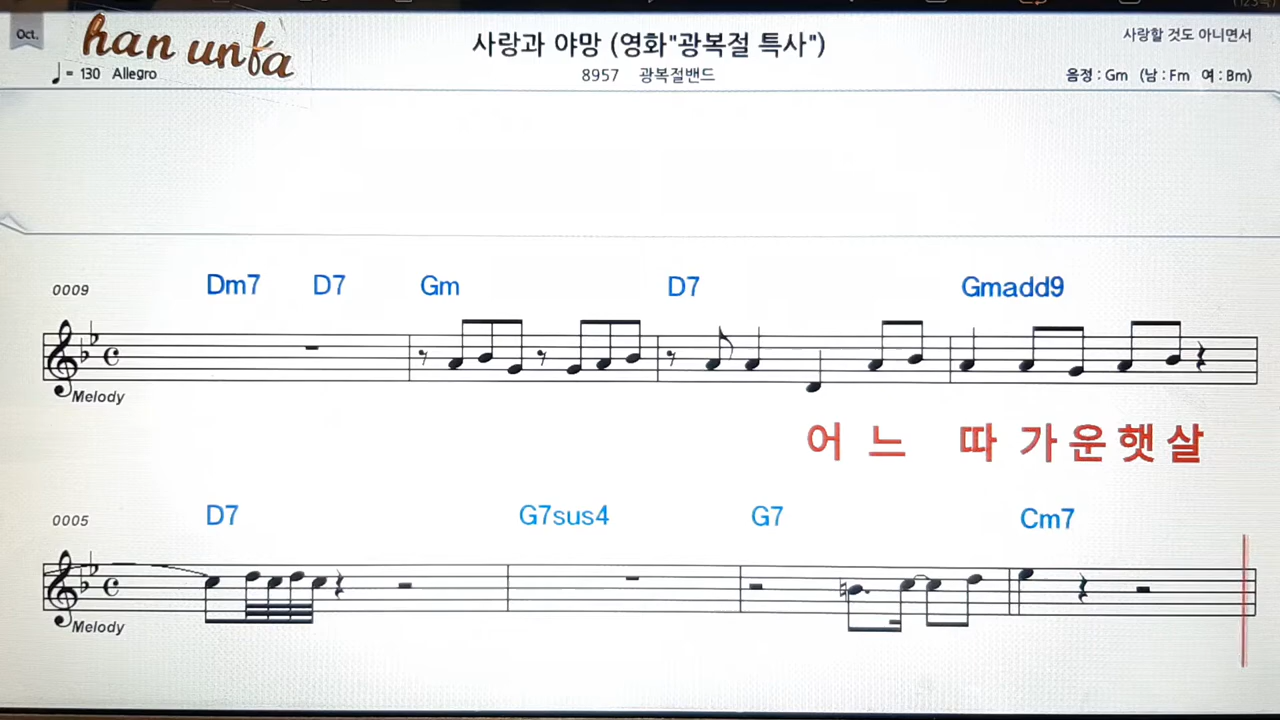 Oct.
han unfa
♩ = 130 Allegro
사랑과 야망 (영화"광복절 특사")
8957 광복절밴드
사랑할 것도 아니면서
음정 : Gm (남 : Fm 여 : Bm)
0009 Dm7 D7 Gm D7 Gmadd9
Melody
어 느 따 가 운 햇 살
0005 D7 G7sus4 G7 Cm7
Melody